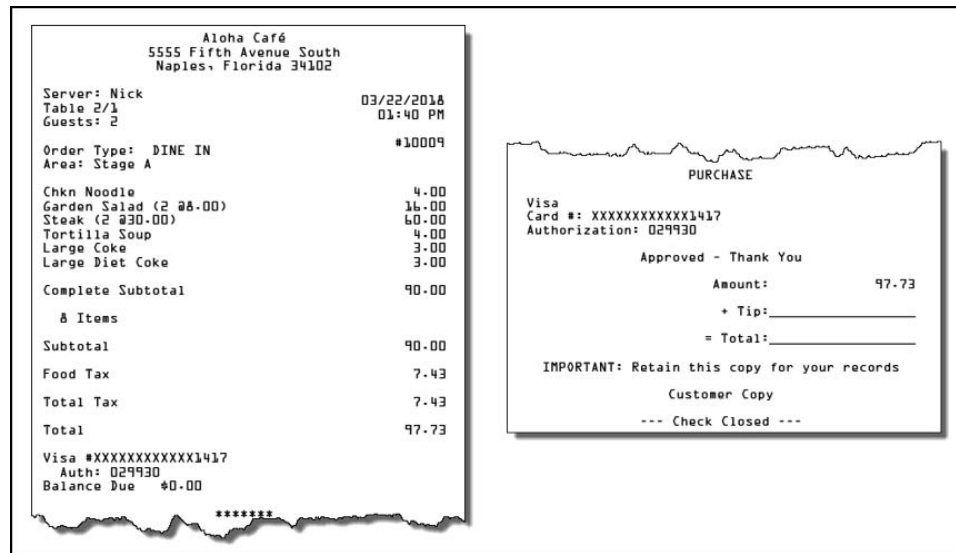 Aloha Café
5555 Fifth Avenue South
Naples, Florida 34102
Server: Nick
03/22/2018
Table 2/1
01:40 PM
Guests: 2
#10009
Order Type: DINE IN
Area: Stage A
Chkn Noodle 4.00
Garden Salad (2 @8.00) 16.00
Steak (2 @30.00) 60.00
Tortilla Soup 4.00
Large Coke 3.00
Large Diet Coke 3.00
Complete Subtotal 90.00
8 Items
Subtotal 90.00
Food Tax 7.43
Total Tax 7.43
Total 97.73
Visa #XXXXXXXXXXXX1417
Auth: 029930
Balance Due $0.00
*******
PURCHASE
Visa
Card #: XXXXXXXXXXXX1417
Authorization: 029930
Approved - Thank You
Amount: 97.73
+ Tip:
= Total:
IMPORTANT: Retain this copy for your records
Customer Copy
--- Check Closed ---